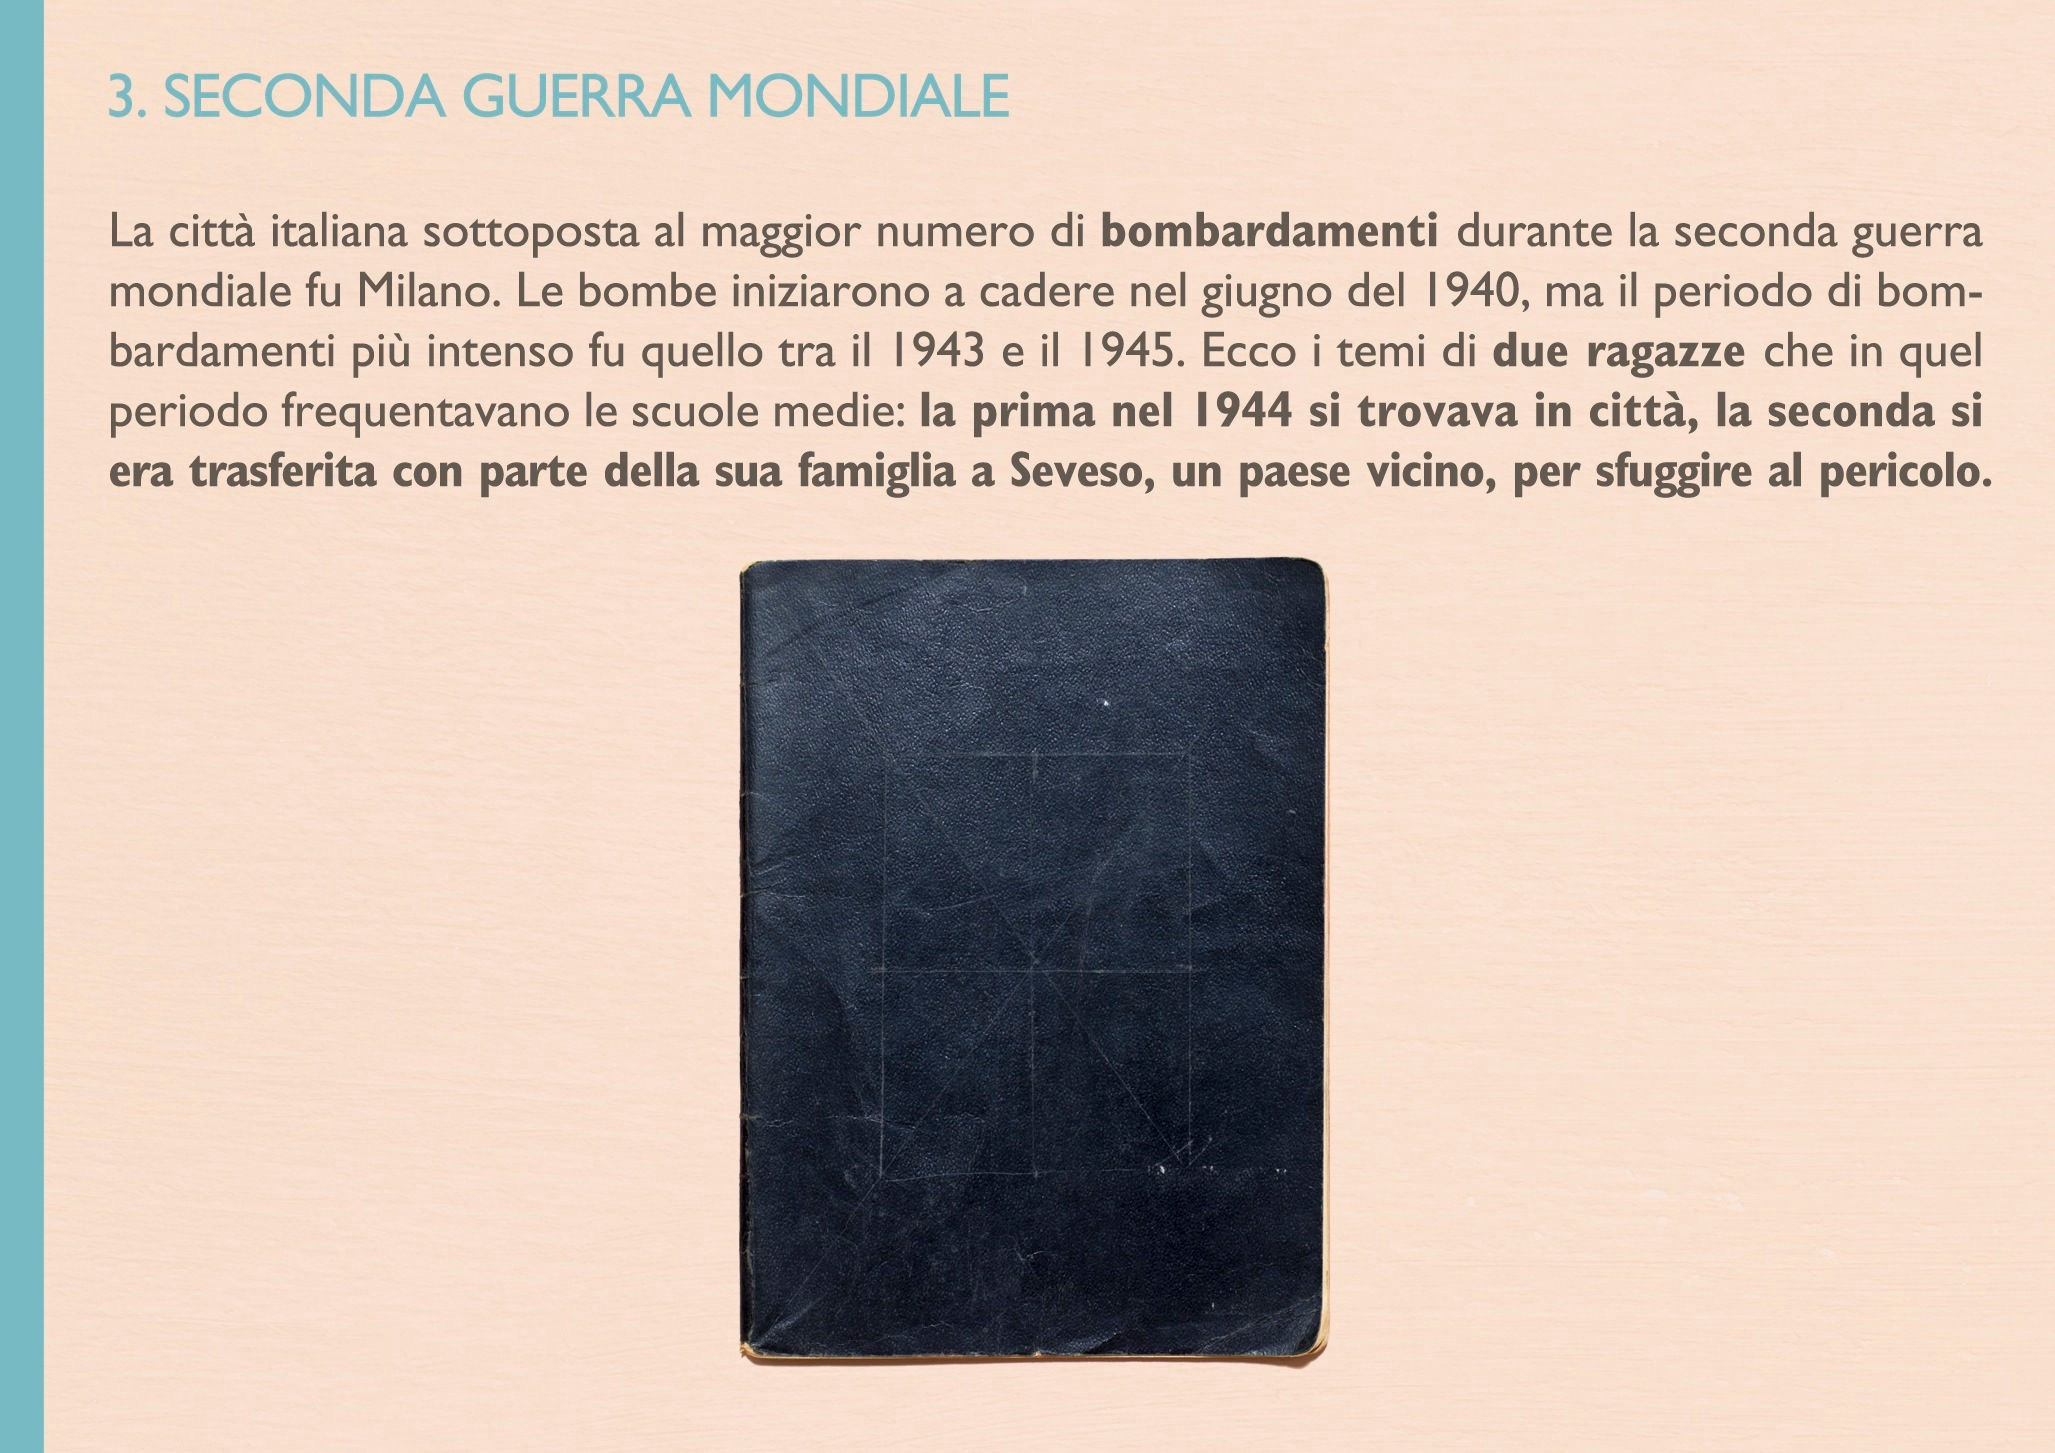 3. SECONDA GUERRA MONDIALE
La città italiana sottoposta al maggior numero di bombardamenti durante la seconda guerra
mondiale fu Milano. Le bombe iniziarono a cadere nel giugno del 1940, ma il periodo di bom-
bardamenti più intenso fu quello tra il 1943 e il 1945. Ecco i temi di due ragazze che in quel
periodo frequentavano le scuole medie: la prima nel 1944 si trovava in città, la seconda si
era trasferita con parte della sua famiglia a Seveso, un paese vicino, per sfuggire al pericolo.